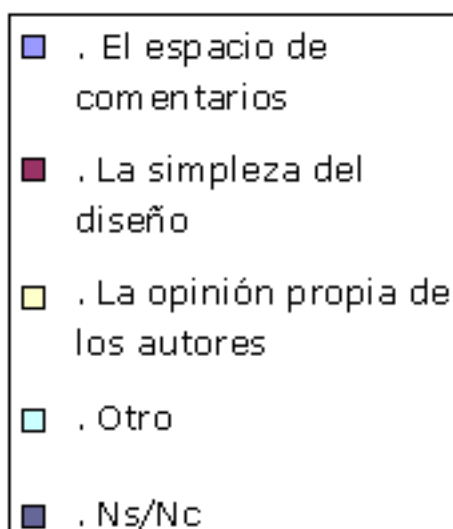 . El espacio de
comentarios
. La simpleza del
diseño
. La opinión propia de
los autores
. Otro
. Ns/Nc